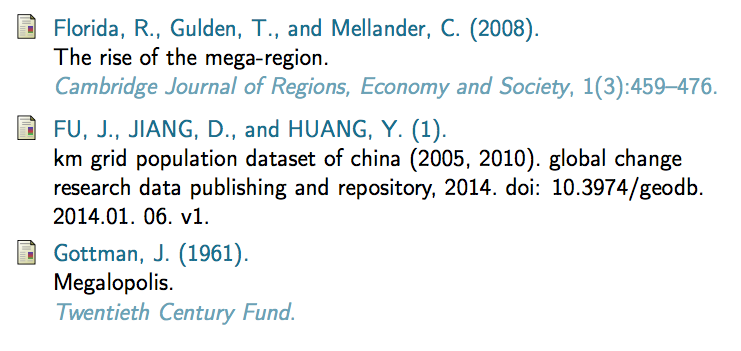 Florida, R., Gulden, T., and Mellander, C. (2008).
The rise of the mega-region.
Cambridge Journal of Regions, Economy and Society, 1(3):459–476.
FU, J., JIANG, D., and HUANG, Y. (1).
km grid population dataset of china (2005, 2010). global change
research data publishing and repository, 2014. doi: 10.3974/geodb.
2014.01. 06. v1.
Gottman, J. (1961).
Megalopolis.
Twentieth Century Fund.